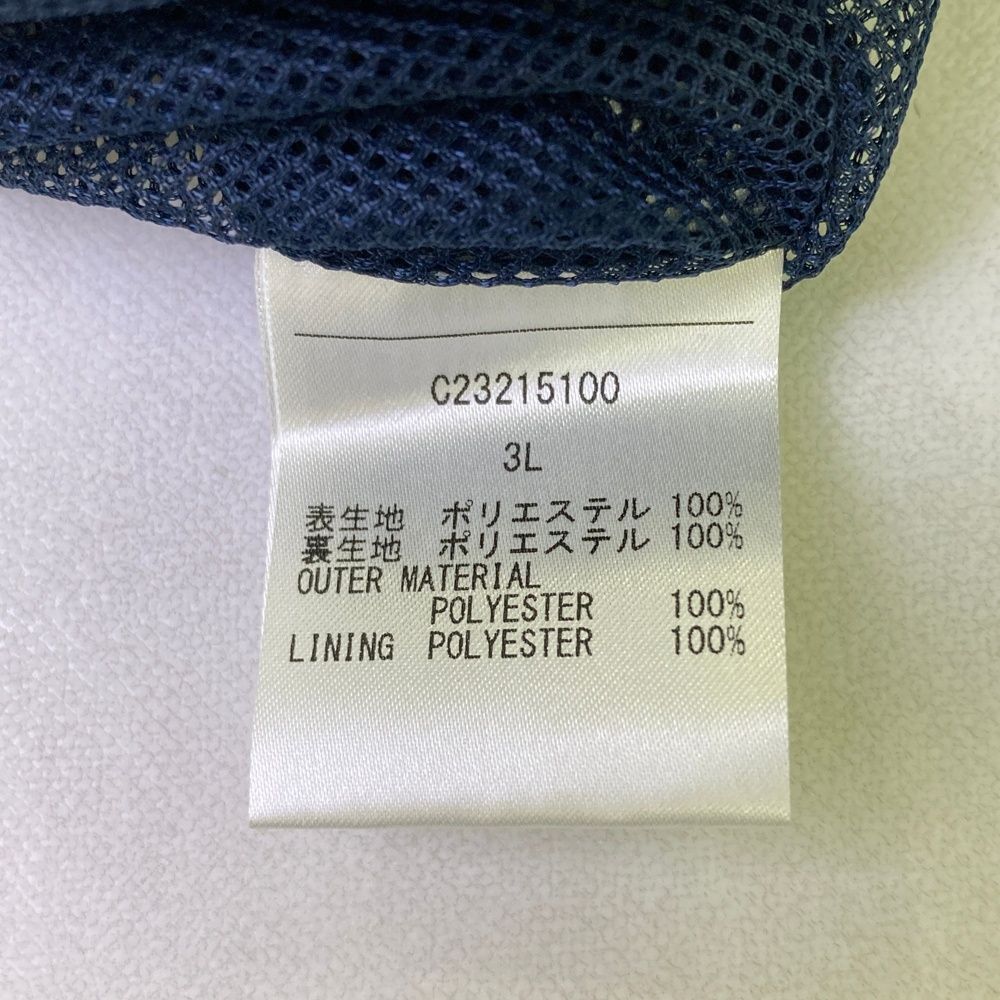 C23215100
3L
表生地 ポリエステル 100%
裏生地 ポリエステル 100%
OUTER MATERIAL
POLYESTER 100%
LINING POLYESTER 100%